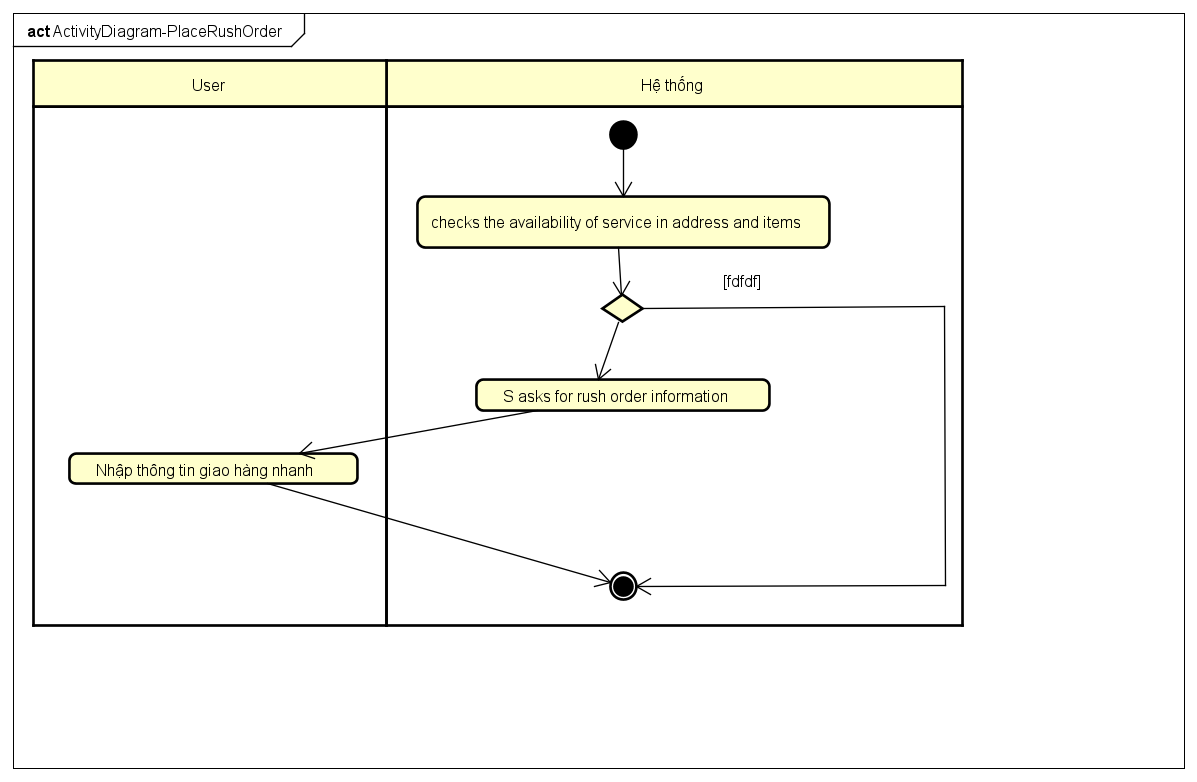 act ActivityDiagram-PlaceRushOrder
User
Hệ thống
checks the availability of service in address and items
[fdfdf]
S asks for rush order information
Nhập thông tin giao hàng nhanh